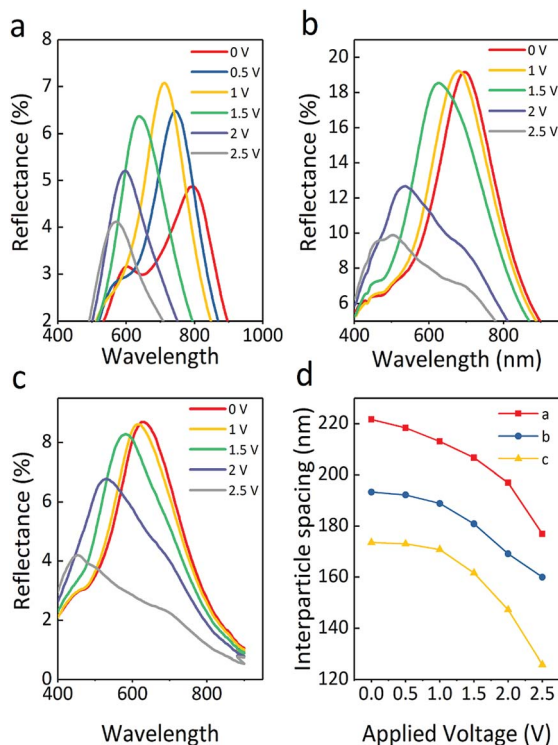 a
Reflectance (%)
8
7
6
5
4
3
2
0 V
0.5 V
1 V
1.5 V
2 V
2.5 V
400 600 800 1000
Wavelength
b
Reflectance (%)
20
18
16
14
12
10
8
6
0 V
1 V
1.5 V
2 V
2.5 V
400 600 800
Wavelength (nm)
c
Reflectance (%)
8
6
4
2
0
0 V
1 V
1.5 V
2 V
2.5 V
400 600 800
Wavelength
d
Interparticle spacing (nm)
220
200
180
160
140
120
a
b
c
0.0 0.5 1.0 1.5 2.0 2.5
Applied Voltage (V)